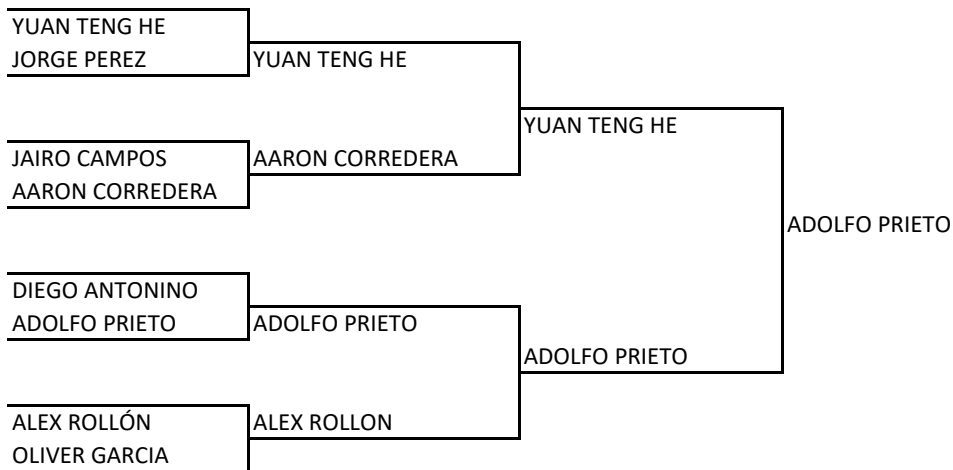 YUAN TENG HE
JORGE PEREZ
YUAN TENG HE
YUAN TENG HE
JAIRO CAMPOS
AARON CORREDERA
AARON CORREDERA
ADOLFO PRIETO
DIEGO ANTONINO
ADOLFO PRIETO
ADOLFO PRIETO
ADOLFO PRIETO
ALEX ROLLÓN
ALEX ROLLON
OLIVER GARCIA